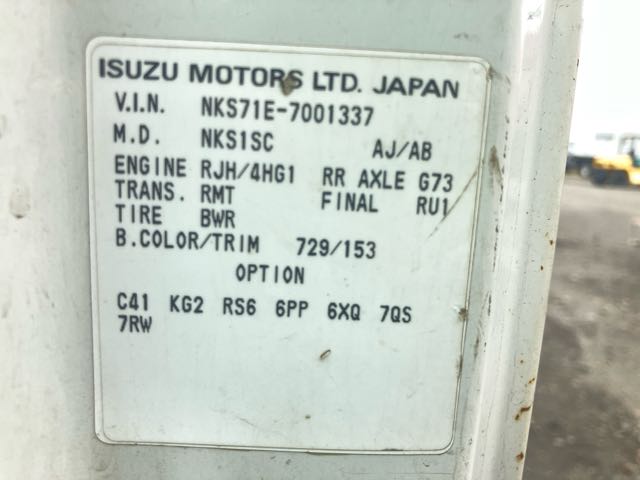 ISUZU MOTORS LTD. JAPAN
V.I.N. NKS71E-7001337
M.D. NKS1SC AJ/AB
ENGINE RJH/4HG1 RR AXLE G73
TRANS. RMT FINAL RU1
TIRE BWR
B.COLOR/TRIM 729/153
OPTION
C41 KG2 RS6 6PP 6XQ 7QS
7RW